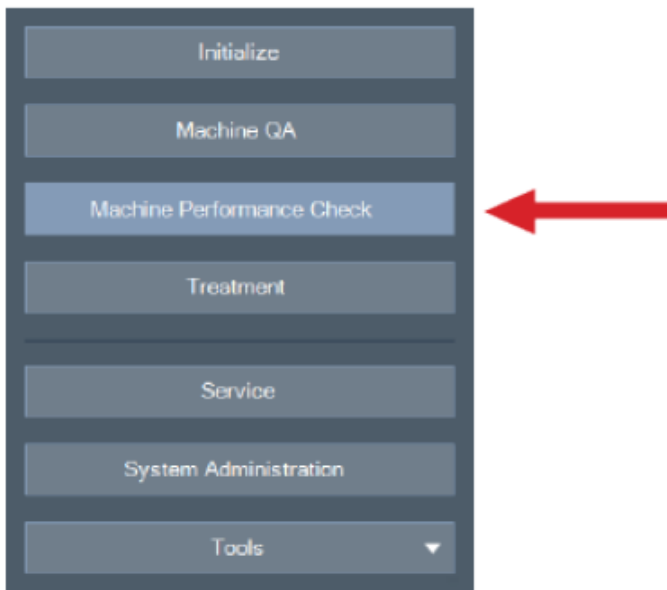 Initialize
Machine QA
Machine Performance Check
Treatment
Service
System Administration
Tools